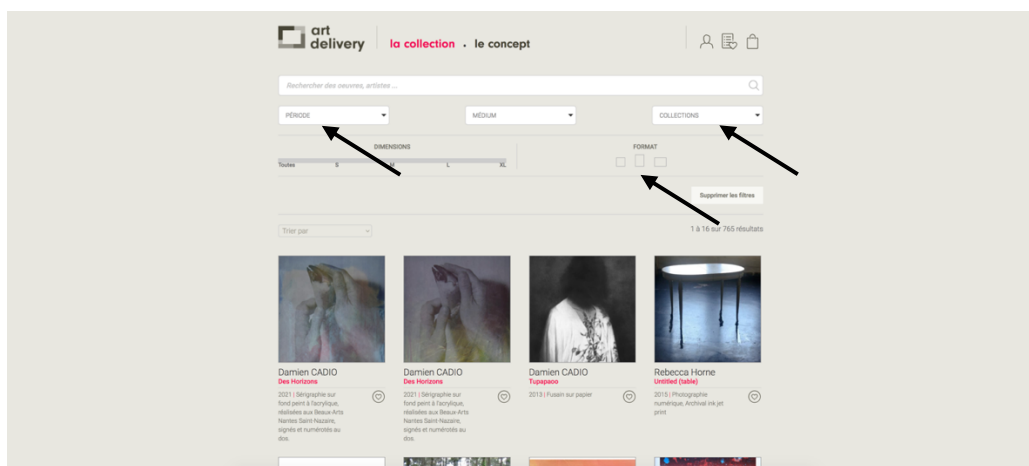 art
delivery
la collection . le concept
Rechercher des oeuvres, artistes ...
PÉRIODE
MÉDIUM
COLLECTIONS
DIMENSIONS
FORMAT
Toutes S M L XL
Supprimer les filtres
Trier par
1 à 16 sur 765 résultats
Damien CADIO
Des Horizons
2021 | Sérigraphie sur
fond peint à l'acrylique,
réalisées aux Beaux-Arts
Nantes Saint-Nazaire,
signés et numérotés au
dos.
Damien CADIO
Des Horizons
2021 | Sérigraphie sur
fond peint à l'acrylique,
réalisées aux Beaux-Arts
Nantes Saint-Nazaire,
signés et numérotés au
dos.
Damien CADIO
Tupapaoo
2013 | Fusain sur papier
Rebecca Horne
Untitled (table)
2015 | Photographie
numérique, Archival ink jet
print